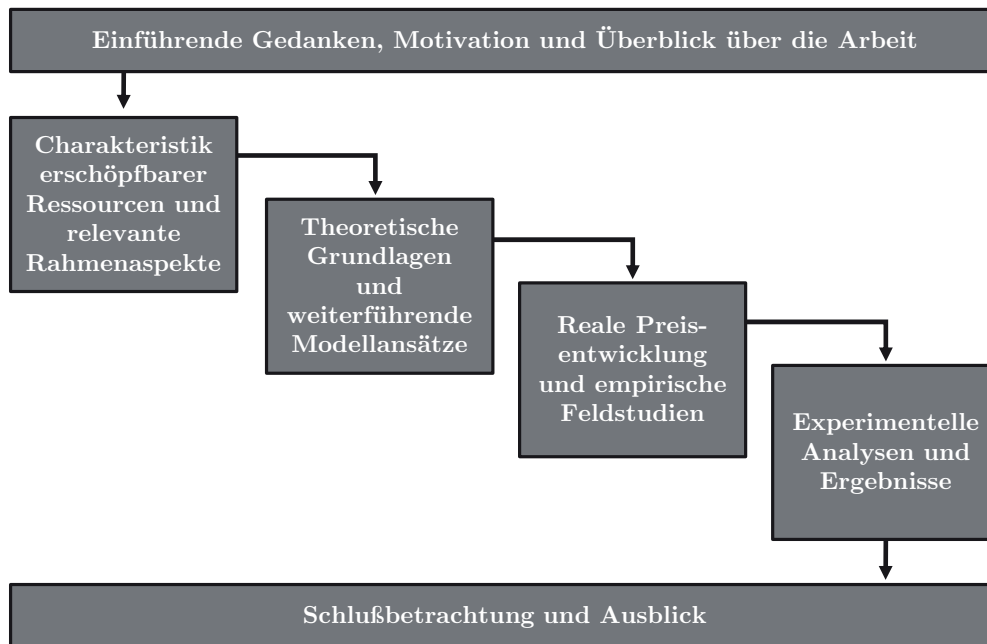 Einführende Gedanken, Motivation und Überblick über die Arbeit
Charakteristik
erschöpfbarer
Ressourcen und
relevante
Rahmenaspekte
Theoretische
Grundlagen
und
weiterführende
Modellansätze
Reale Preis-
entwicklung
und empirische
Feldstudien
Experimentelle
Analysen und
Ergebnisse
Schlußbetrachtung und Ausblick